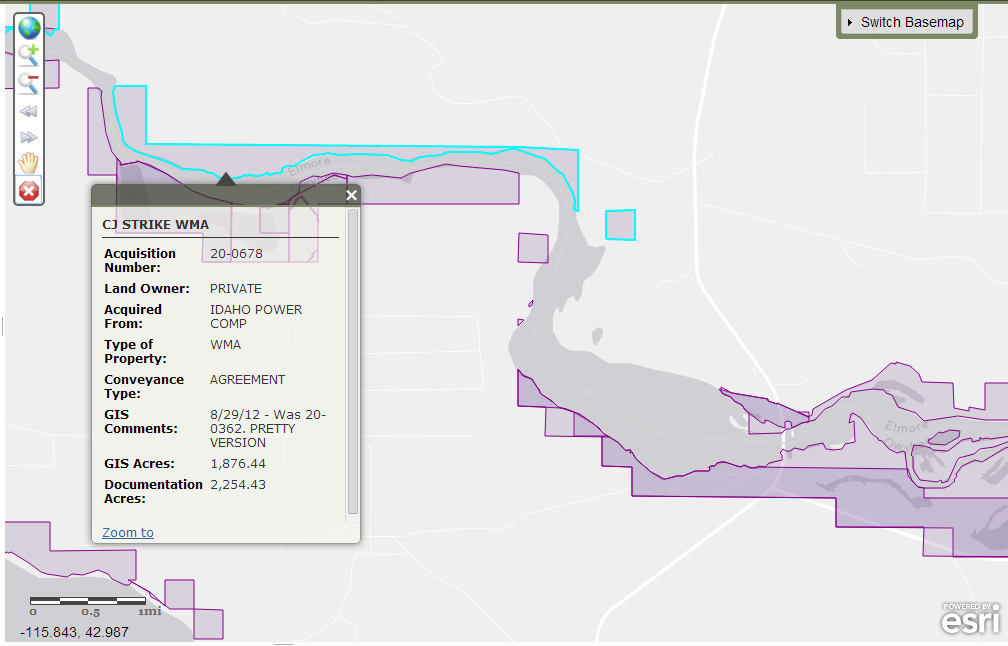 Switch Basemap
Elmore
CJ STRIKE WMA
Acquisition Number: 20-0678
Land Owner: PRIVATE
Acquired From: IDAHO POWER COMP
Type of Property: WMA
Conveyance Type: AGREEMENT
GIS Comments: 8/29/12 - Was 20-0362. PRETTY VERSION
GIS Acres: 1,876.44
Documentation Acres: 2,254.43
Zoom to
Elmore
0 0.5 1mi
-115.843, 42.987
POWERED BY
esri